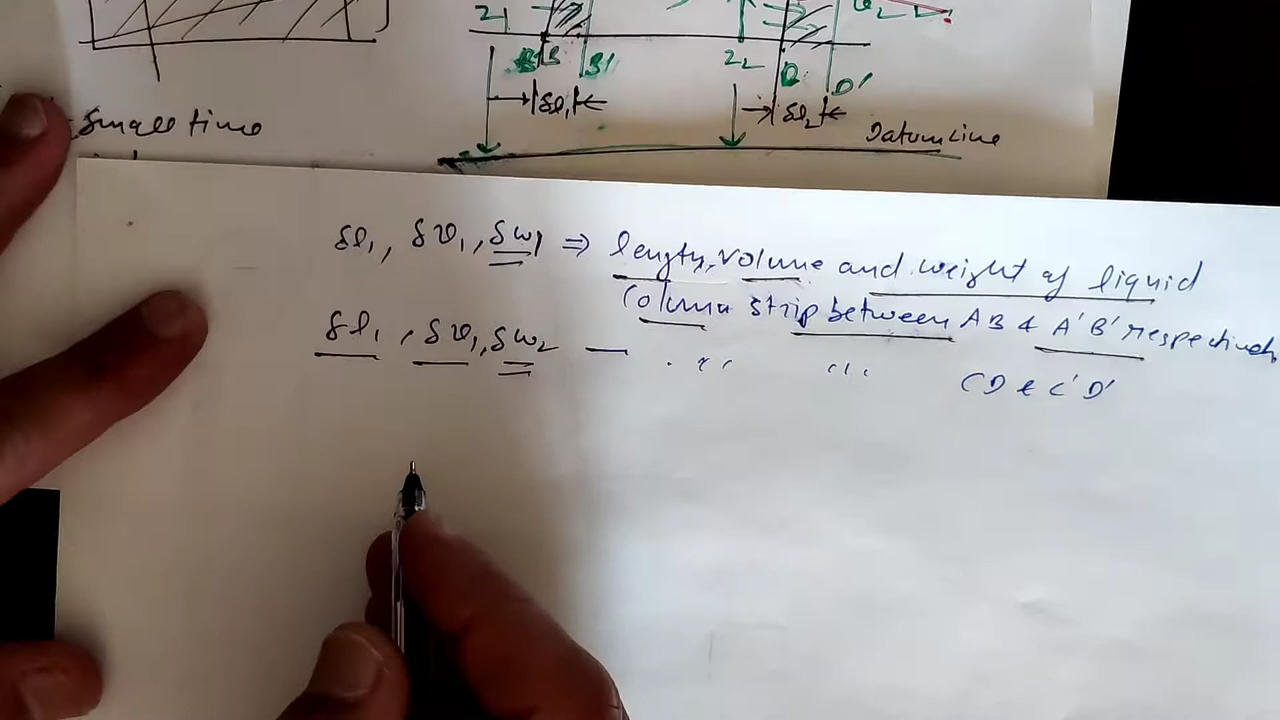 Z1 B B' Z2 D D'
δl1 δl2
Small time Datum Line
δl1, δv1, δw1 ⇒ length, volume and weight of liquid
Column strip between AB & A'B' respectively
δl1, δv1, δw2 — " " CD & C'D'